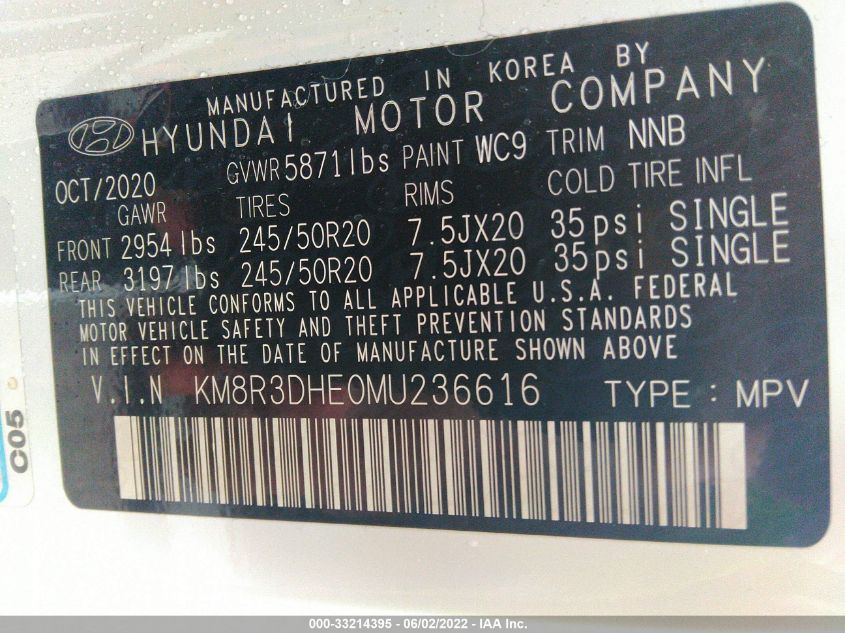 MANUFACTURED IN KOREA BY
HYUNDAI MOTOR COMPANY
OCT/2020 GVWR 5871lbs PAINT WC9 TRIM NNB
GAWR TIRES RIMS COLD TIRE INFL
FRONT 2954 lbs 245/50R20 7.5JX20 35psi SINGLE
REAR 3197 lbs 245/50R20 7.5JX20 35psi SINGLE
THIS VEHICLE CONFORMS TO ALL APPLICABLE U.S.A. FEDERAL
MOTOR VEHICLE SAFETY AND THEFT PREVENTION STANDARDS
IN EFFECT ON THE DATE OF MANUFACTURE SHOWN ABOVE
V.I.N KM8R3DHE0MU236616 TYPE : MPV
C05
000-33214395 - 06/02/2022 - IAA Inc.